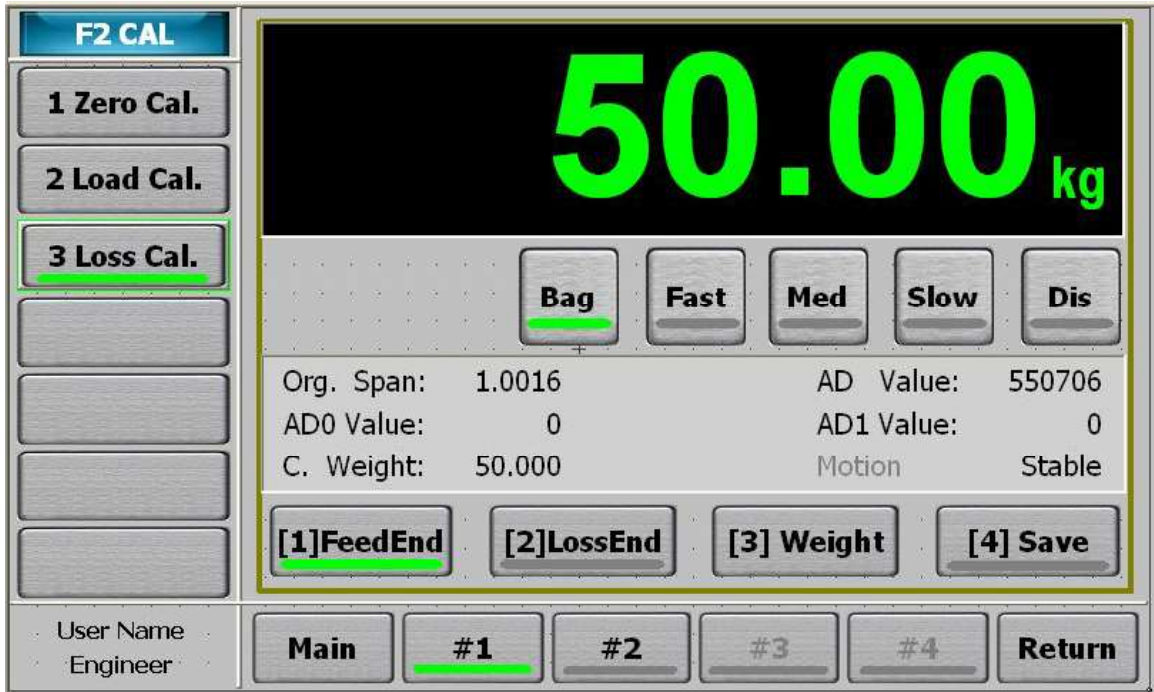 F2 CAL
1 Zero Cal.
2 Load Cal.
3 Loss Cal.
50.00 kg
Bag Fast Med Slow Dis
Org. Span: 1.0016 AD Value: 550706
AD0 Value: 0 AD1 Value: 0
C. Weight: 50.000 Motion Stable
[1]FeedEnd [2]LossEnd [3] Weight [4] Save
User Name
Engineer
Main #1 #2 #3 #4 Return